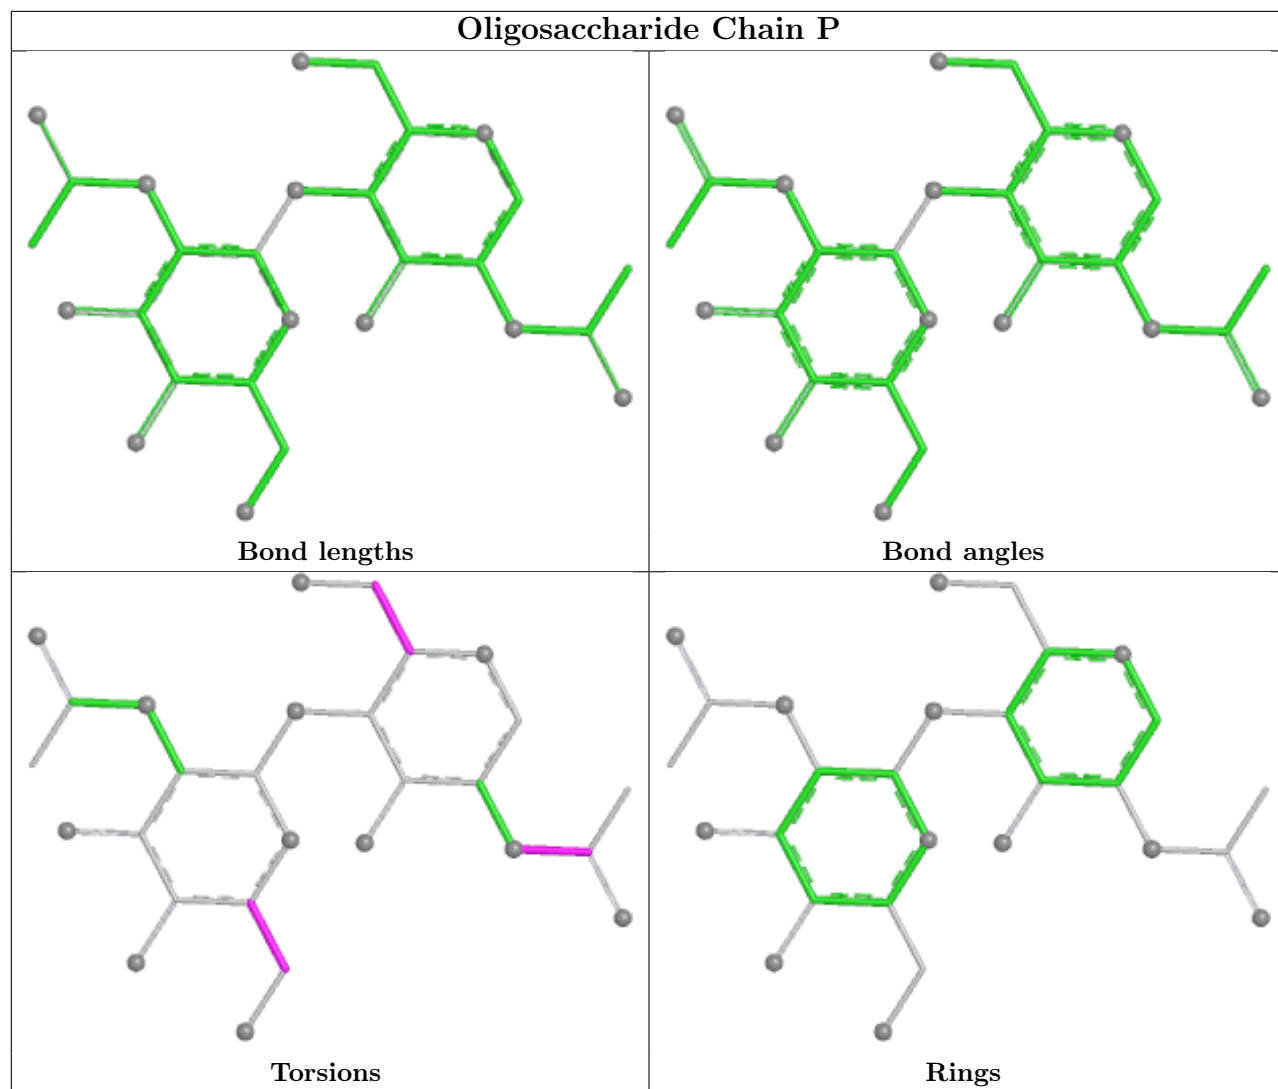 Oligosaccharide Chain P
Bond lengths
Bond angles
Torsions
Rings